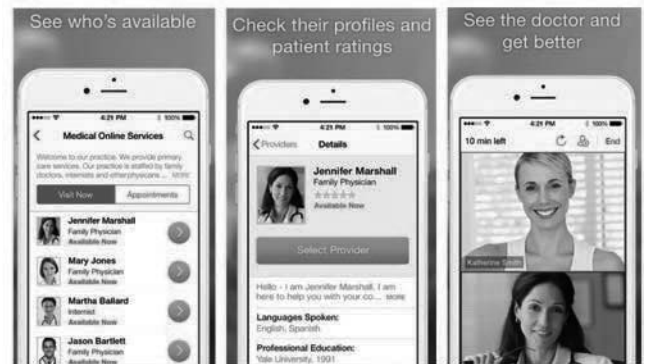 See who's available
4:21 PM
100%
Medical Online Services
Welcome to our practice. We provide primary
care services. Our practice is staffed by family
doctors, internists and other physicians ... MORE
Visit Now
Appointments
Jennifer Marshall
Family Physician
Available Now
Mary Jones
Family Physician
Available Now
Martha Ballard
Internist
Available Now
Jason Bartlett
Family Physician
Available Now
Check their profiles and
patient ratings
4:21 PM
100%
Providers
Details
Jennifer Marshall
Family Physician
Available Now
Select Provider
Hello - I am Jennifer Marshall. I am
here to help you with your co... MORE
Languages Spoken:
English, Spanish
Professional Education:
Yale University, 1991
See the doctor and
get better
4:21 PM
100%
10 min left
End
Katherine Smith